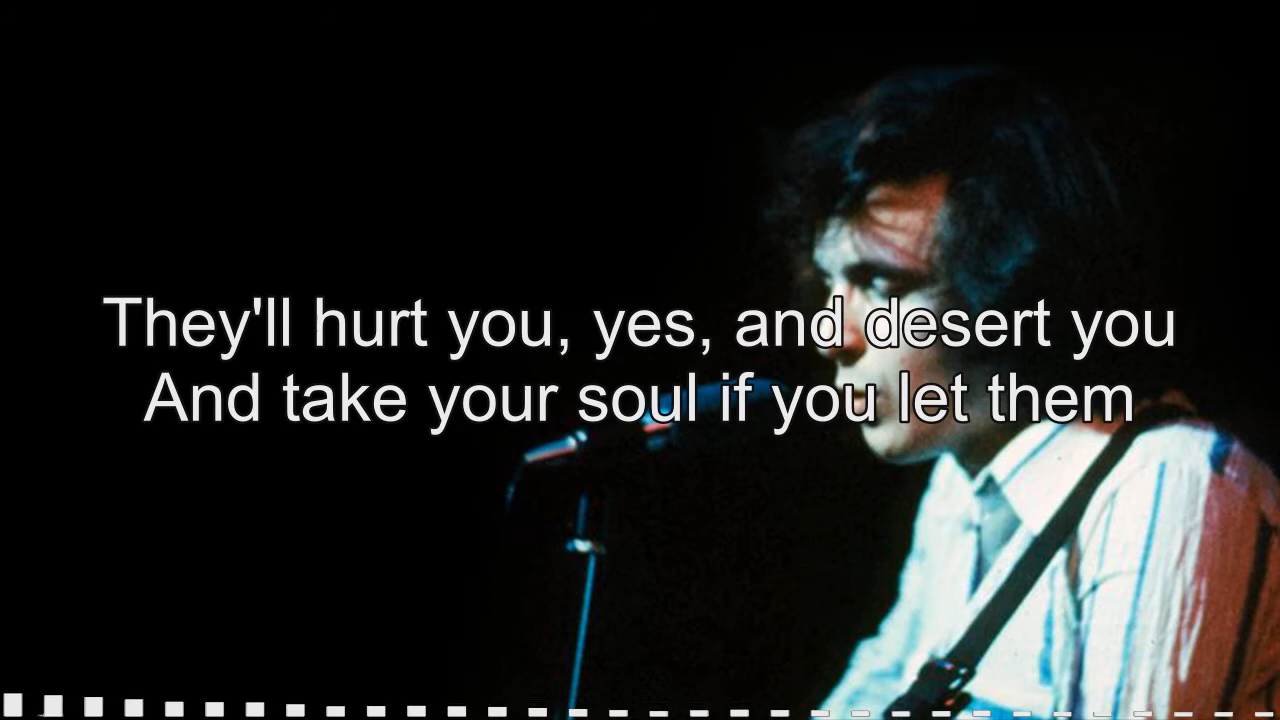 They'll hurt you, yes, and desert you
And take your soul if you let them